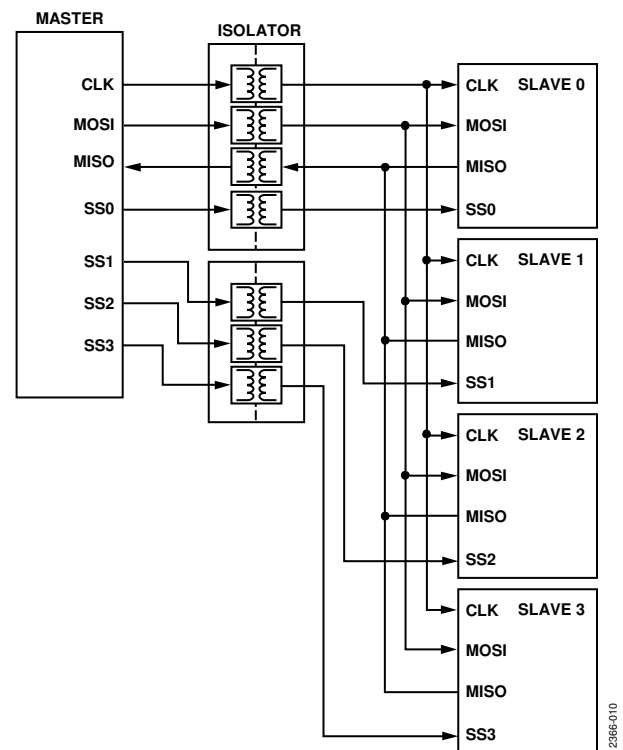 MASTER
CLK
MOSI
MISO
SS0
SS1
SS2
SS3
ISOLATOR
CLK SLAVE 0
MOSI
MISO
SS0
CLK SLAVE 1
MOSI
MISO
SS1
CLK SLAVE 2
MOSI
MISO
SS2
CLK SLAVE 3
MOSI
MISO
SS3
2366-010